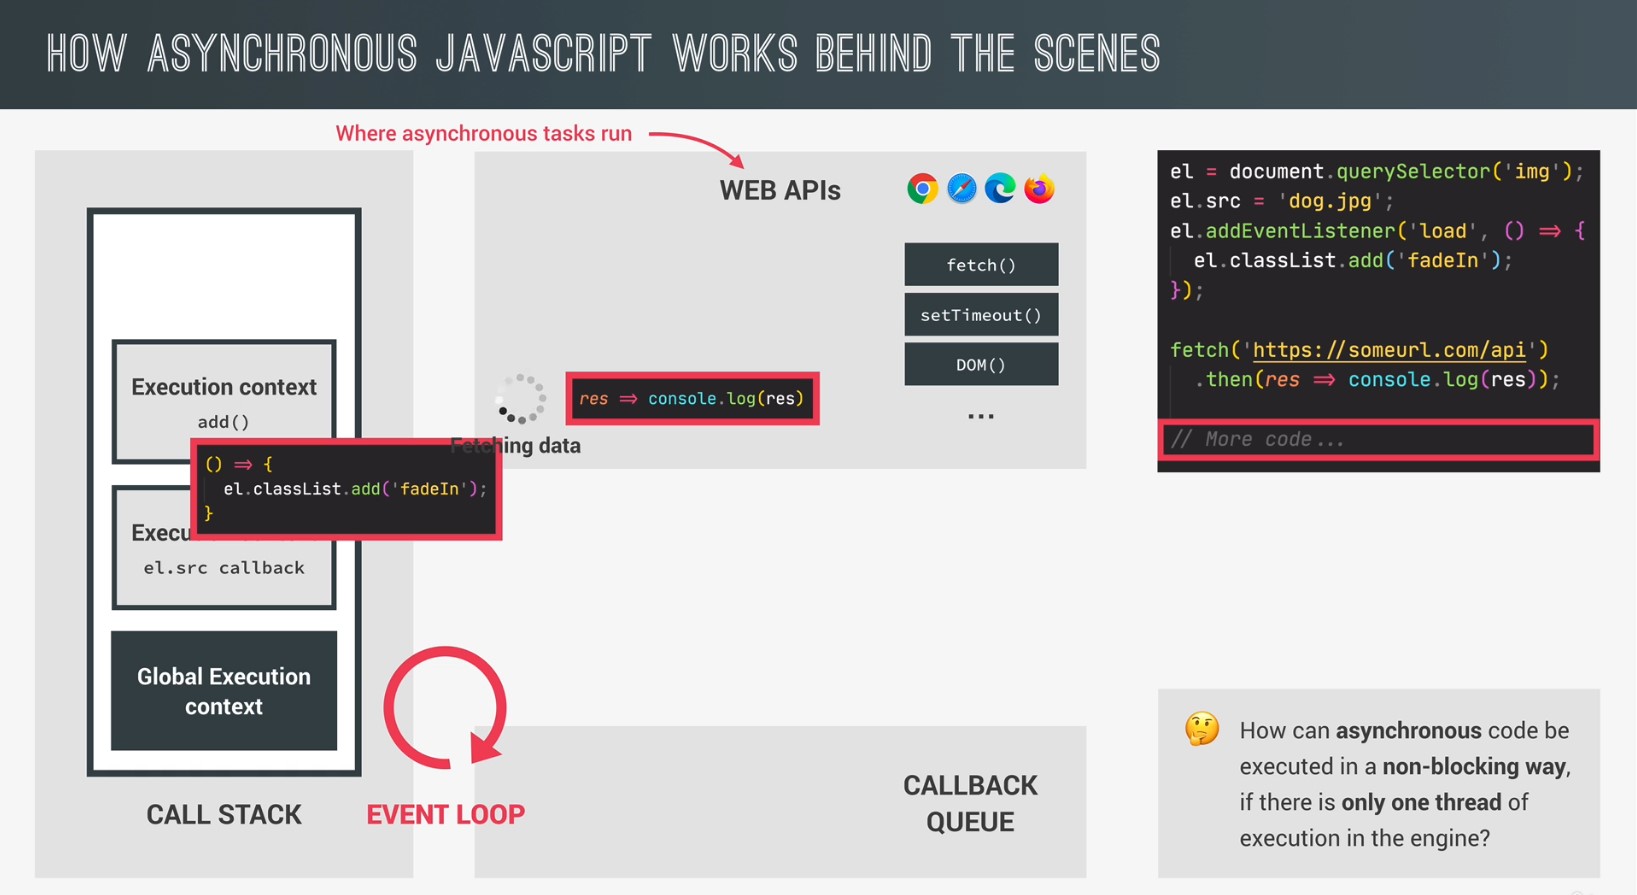 HOW ASYNCHRONOUS JAVASCRIPT WORKS BEHIND THE SCENES
Where asynchronous tasks run
WEB APIs
fetch()
setTimeout()
DOM()
...
Execution context
add()
() => {
el.classList.add('fadeIn');
}
Execu
el.src callback
Global Execution
context
CALL STACK
EVENT LOOP
res => console.log(res)
Fetching data
CALLBACK
QUEUE
el = document.querySelector('img');
el.src = 'dog.jpg';
el.addEventListener('load', () => {
el.classList.add('fadeIn');
});
fetch('https://someurl.com/api')
.then(res => console.log(res));
// More code...
How can asynchronous code be
executed in a non-blocking way,
if there is only one thread of
execution in the engine?